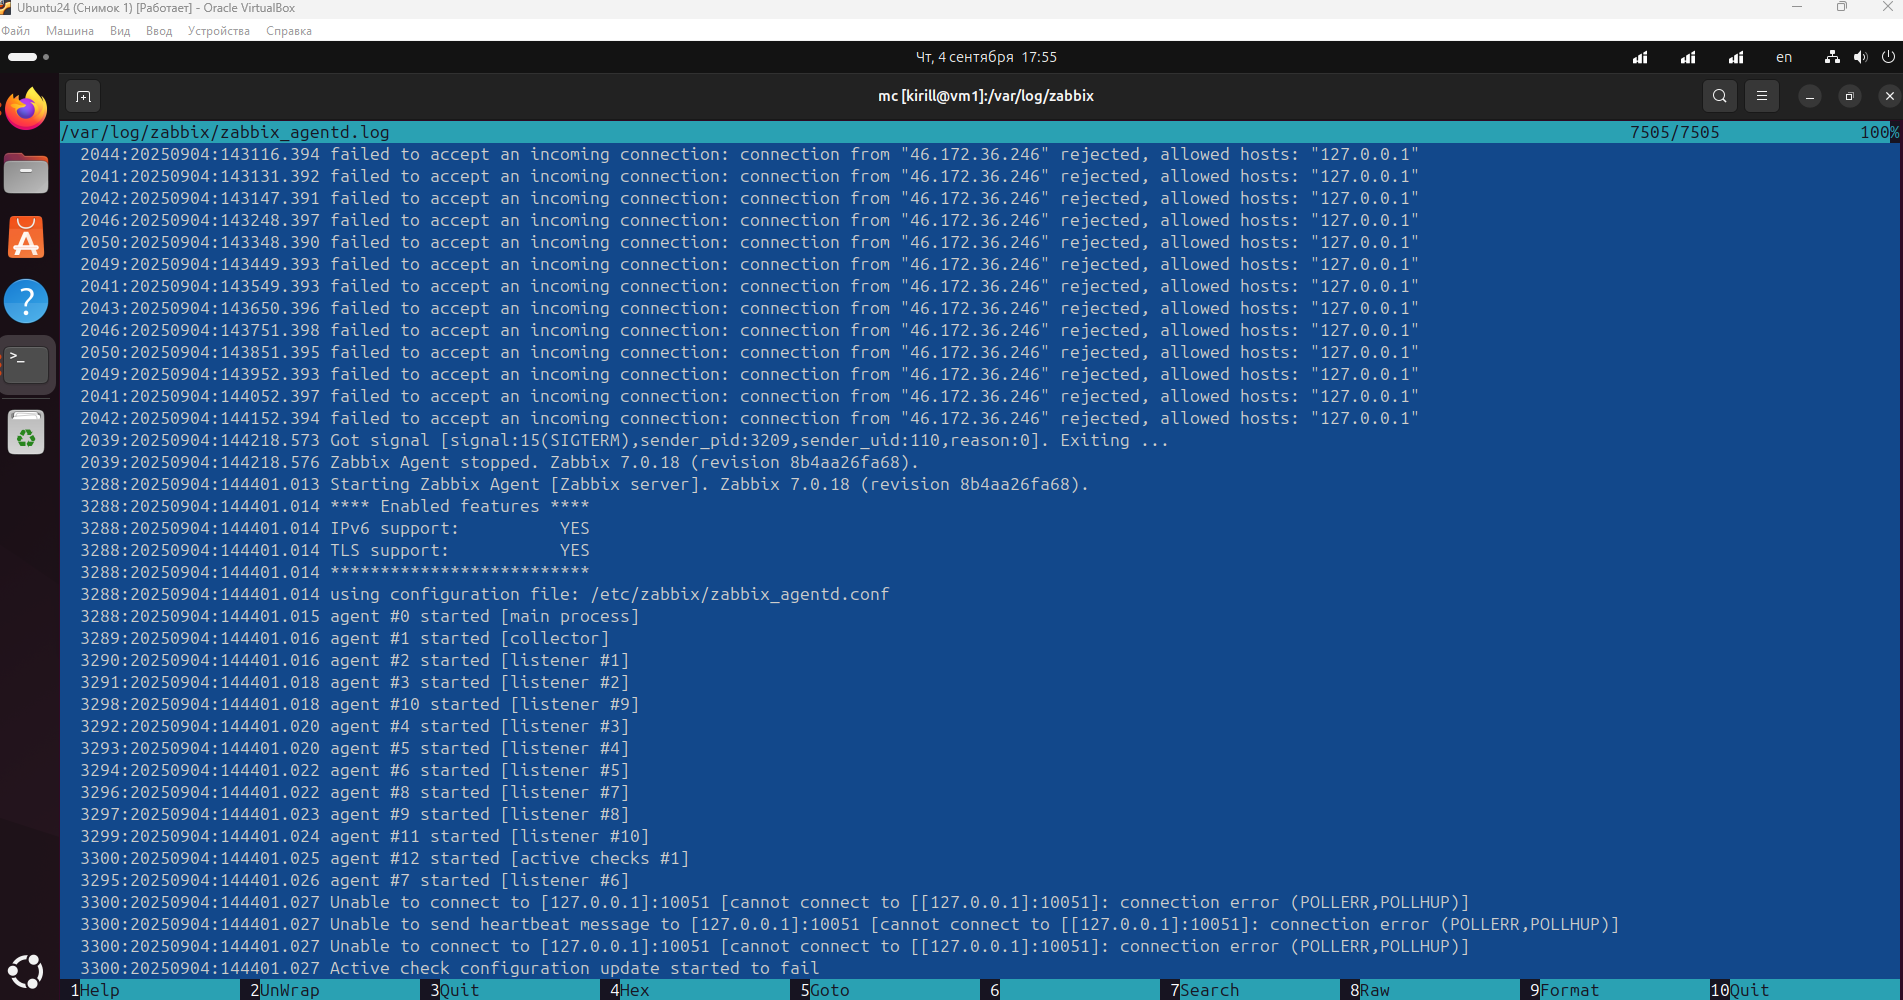 Ubuntu24 (Снимок 1) [Работает] - Oracle VirtualBox
Файл Машина Вид Ввод Устройства Справка
Чт, 4 сентября 17:55
en
mc [kirill@vm1]:/var/log/zabbix
/var/log/zabbix/zabbix_agentd.log 7505/7505 100%
2044:20250904:143116.394 failed to accept an incoming connection: connection from "46.172.36.246" rejected, allowed hosts: "127.0.0.1"
2041:20250904:143131.392 failed to accept an incoming connection: connection from "46.172.36.246" rejected, allowed hosts: "127.0.0.1"
2042:20250904:143147.391 failed to accept an incoming connection: connection from "46.172.36.246" rejected, allowed hosts: "127.0.0.1"
2046:20250904:143248.397 failed to accept an incoming connection: connection from "46.172.36.246" rejected, allowed hosts: "127.0.0.1"
2050:20250904:143348.390 failed to accept an incoming connection: connection from "46.172.36.246" rejected, allowed hosts: "127.0.0.1"
2049:20250904:143449.393 failed to accept an incoming connection: connection from "46.172.36.246" rejected, allowed hosts: "127.0.0.1"
2041:20250904:143549.393 failed to accept an incoming connection: connection from "46.172.36.246" rejected, allowed hosts: "127.0.0.1"
2043:20250904:143650.396 failed to accept an incoming connection: connection from "46.172.36.246" rejected, allowed hosts: "127.0.0.1"
2046:20250904:143751.398 failed to accept an incoming connection: connection from "46.172.36.246" rejected, allowed hosts: "127.0.0.1"
2050:20250904:143851.395 failed to accept an incoming connection: connection from "46.172.36.246" rejected, allowed hosts: "127.0.0.1"
2049:20250904:143952.393 failed to accept an incoming connection: connection from "46.172.36.246" rejected, allowed hosts: "127.0.0.1"
2041:20250904:144052.397 failed to accept an incoming connection: connection from "46.172.36.246" rejected, allowed hosts: "127.0.0.1"
2042:20250904:144152.394 failed to accept an incoming connection: connection from "46.172.36.246" rejected, allowed hosts: "127.0.0.1"
2039:20250904:144218.573 Got signal [signal:15(SIGTERM),sender_pid:3209,sender_uid:110,reason:0]. Exiting ...
2039:20250904:144218.576 Zabbix Agent stopped. Zabbix 7.0.18 (revision 8b4aa26fa68).
3288:20250904:144401.013 Starting Zabbix Agent [Zabbix server]. Zabbix 7.0.18 (revision 8b4aa26fa68).
3288:20250904:144401.014 **** Enabled features ****
3288:20250904:144401.014 IPv6 support:          YES
3288:20250904:144401.014 TLS support:           YES
3288:20250904:144401.014 **************************
3288:20250904:144401.014 using configuration file: /etc/zabbix/zabbix_agentd.conf
3288:20250904:144401.015 agent #0 started [main process]
3289:20250904:144401.016 agent #1 started [collector]
3290:20250904:144401.016 agent #2 started [listener #1]
3291:20250904:144401.018 agent #3 started [listener #2]
3298:20250904:144401.018 agent #10 started [listener #9]
3292:20250904:144401.020 agent #4 started [listener #3]
3293:20250904:144401.020 agent #5 started [listener #4]
3294:20250904:144401.022 agent #6 started [listener #5]
3296:20250904:144401.022 agent #8 started [listener #7]
3297:20250904:144401.023 agent #9 started [listener #8]
3299:20250904:144401.024 agent #11 started [listener #10]
3300:20250904:144401.025 agent #12 started [active checks #1]
3295:20250904:144401.026 agent #7 started [listener #6]
3300:20250904:144401.027 Unable to connect to [127.0.0.1]:10051 [cannot connect to [[127.0.0.1]:10051]: connection error (POLLERR,POLLHUP)]
3300:20250904:144401.027 Unable to send heartbeat message to [127.0.0.1]:10051 [cannot connect to [[127.0.0.1]:10051]: connection error (POLLERR,POLLHUP)]
3300:20250904:144401.027 Unable to connect to [127.0.0.1]:10051 [cannot connect to [[127.0.0.1]:10051]: connection error (POLLERR,POLLHUP)]
3300:20250904:144401.027 Active check configuration update started to fail
1Help 2UnWrap 3Quit 4Hex 5Goto 6 7Search 8Raw 9Format 10Quit